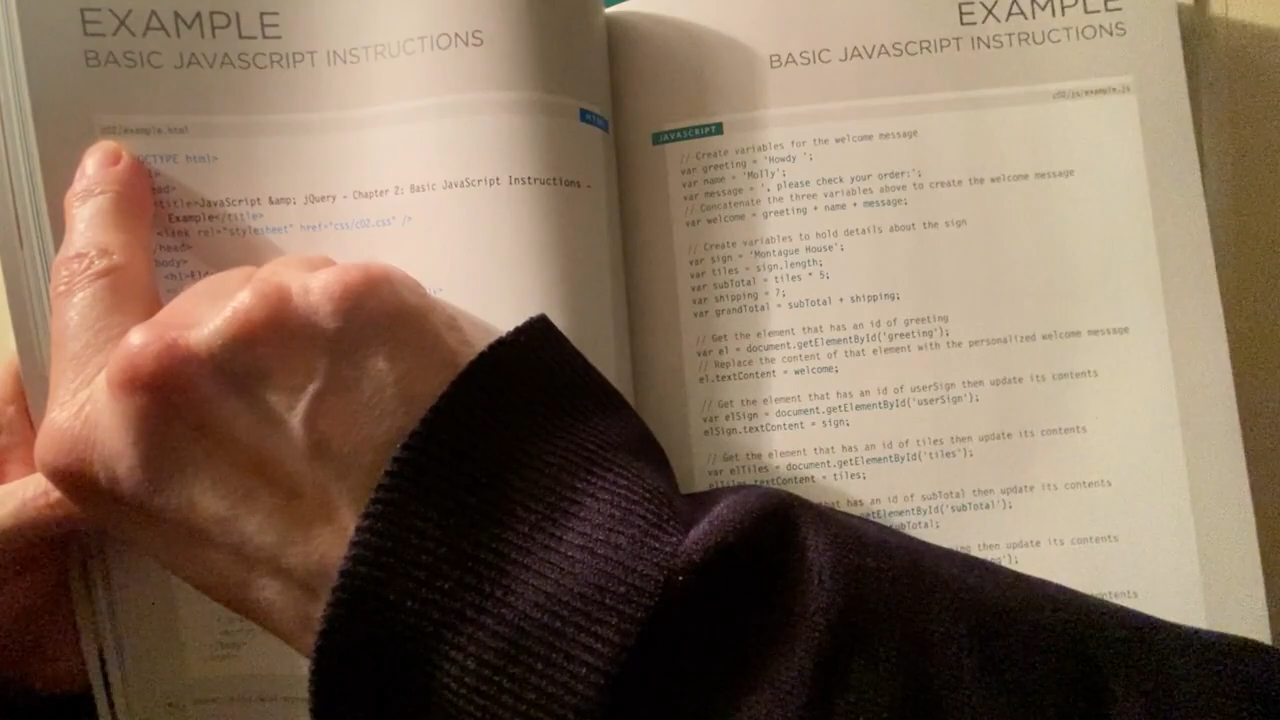 EXAMPLE
BASIC JAVASCRIPT INSTRUCTIONS
c02/example.html
HTML
OCTYPE html>
<title>JavaScript &amp; jQuery - Chapter 2: Basic JavaScript Instructions -
Example</title>
<link rel="stylesheet" href="css/c02.css" />
/head>
body>
<h1>El
EXAMPLE
BASIC JAVASCRIPT INSTRUCTIONS
c02/js/example.js
JAVASCRIPT
// Create variables for the welcome message
var greeting = 'Howdy ';
var name = 'Molly';
var message = ', please check your order:';
// Concatenate the three variables above to create the welcome message
var welcome = greeting + name + message;
// Create variables to hold details about the sign
var sign = 'Montague House';
var tiles = sign.length;
var subTotal = tiles * 5;
var shipping = 7;
var grandTotal = subTotal + shipping;
// Get the element that has an id of greeting
var el = document.getElementById('greeting');
// Replace the content of that element with the personalized welcome message
el.textContent = welcome;
// Get the element that has an id of userSign then update its contents
var elSign = document.getElementById('userSign');
elSign.textContent = sign;
// Get the element that has an id of tiles then update its contents
var elTiles = document.getElementById('tiles');
elTiles.textContent = tiles;
that has an id of subTotal then update its contents
getElementById('subTotal');
subTotal;
then update its contents
ng');
contents